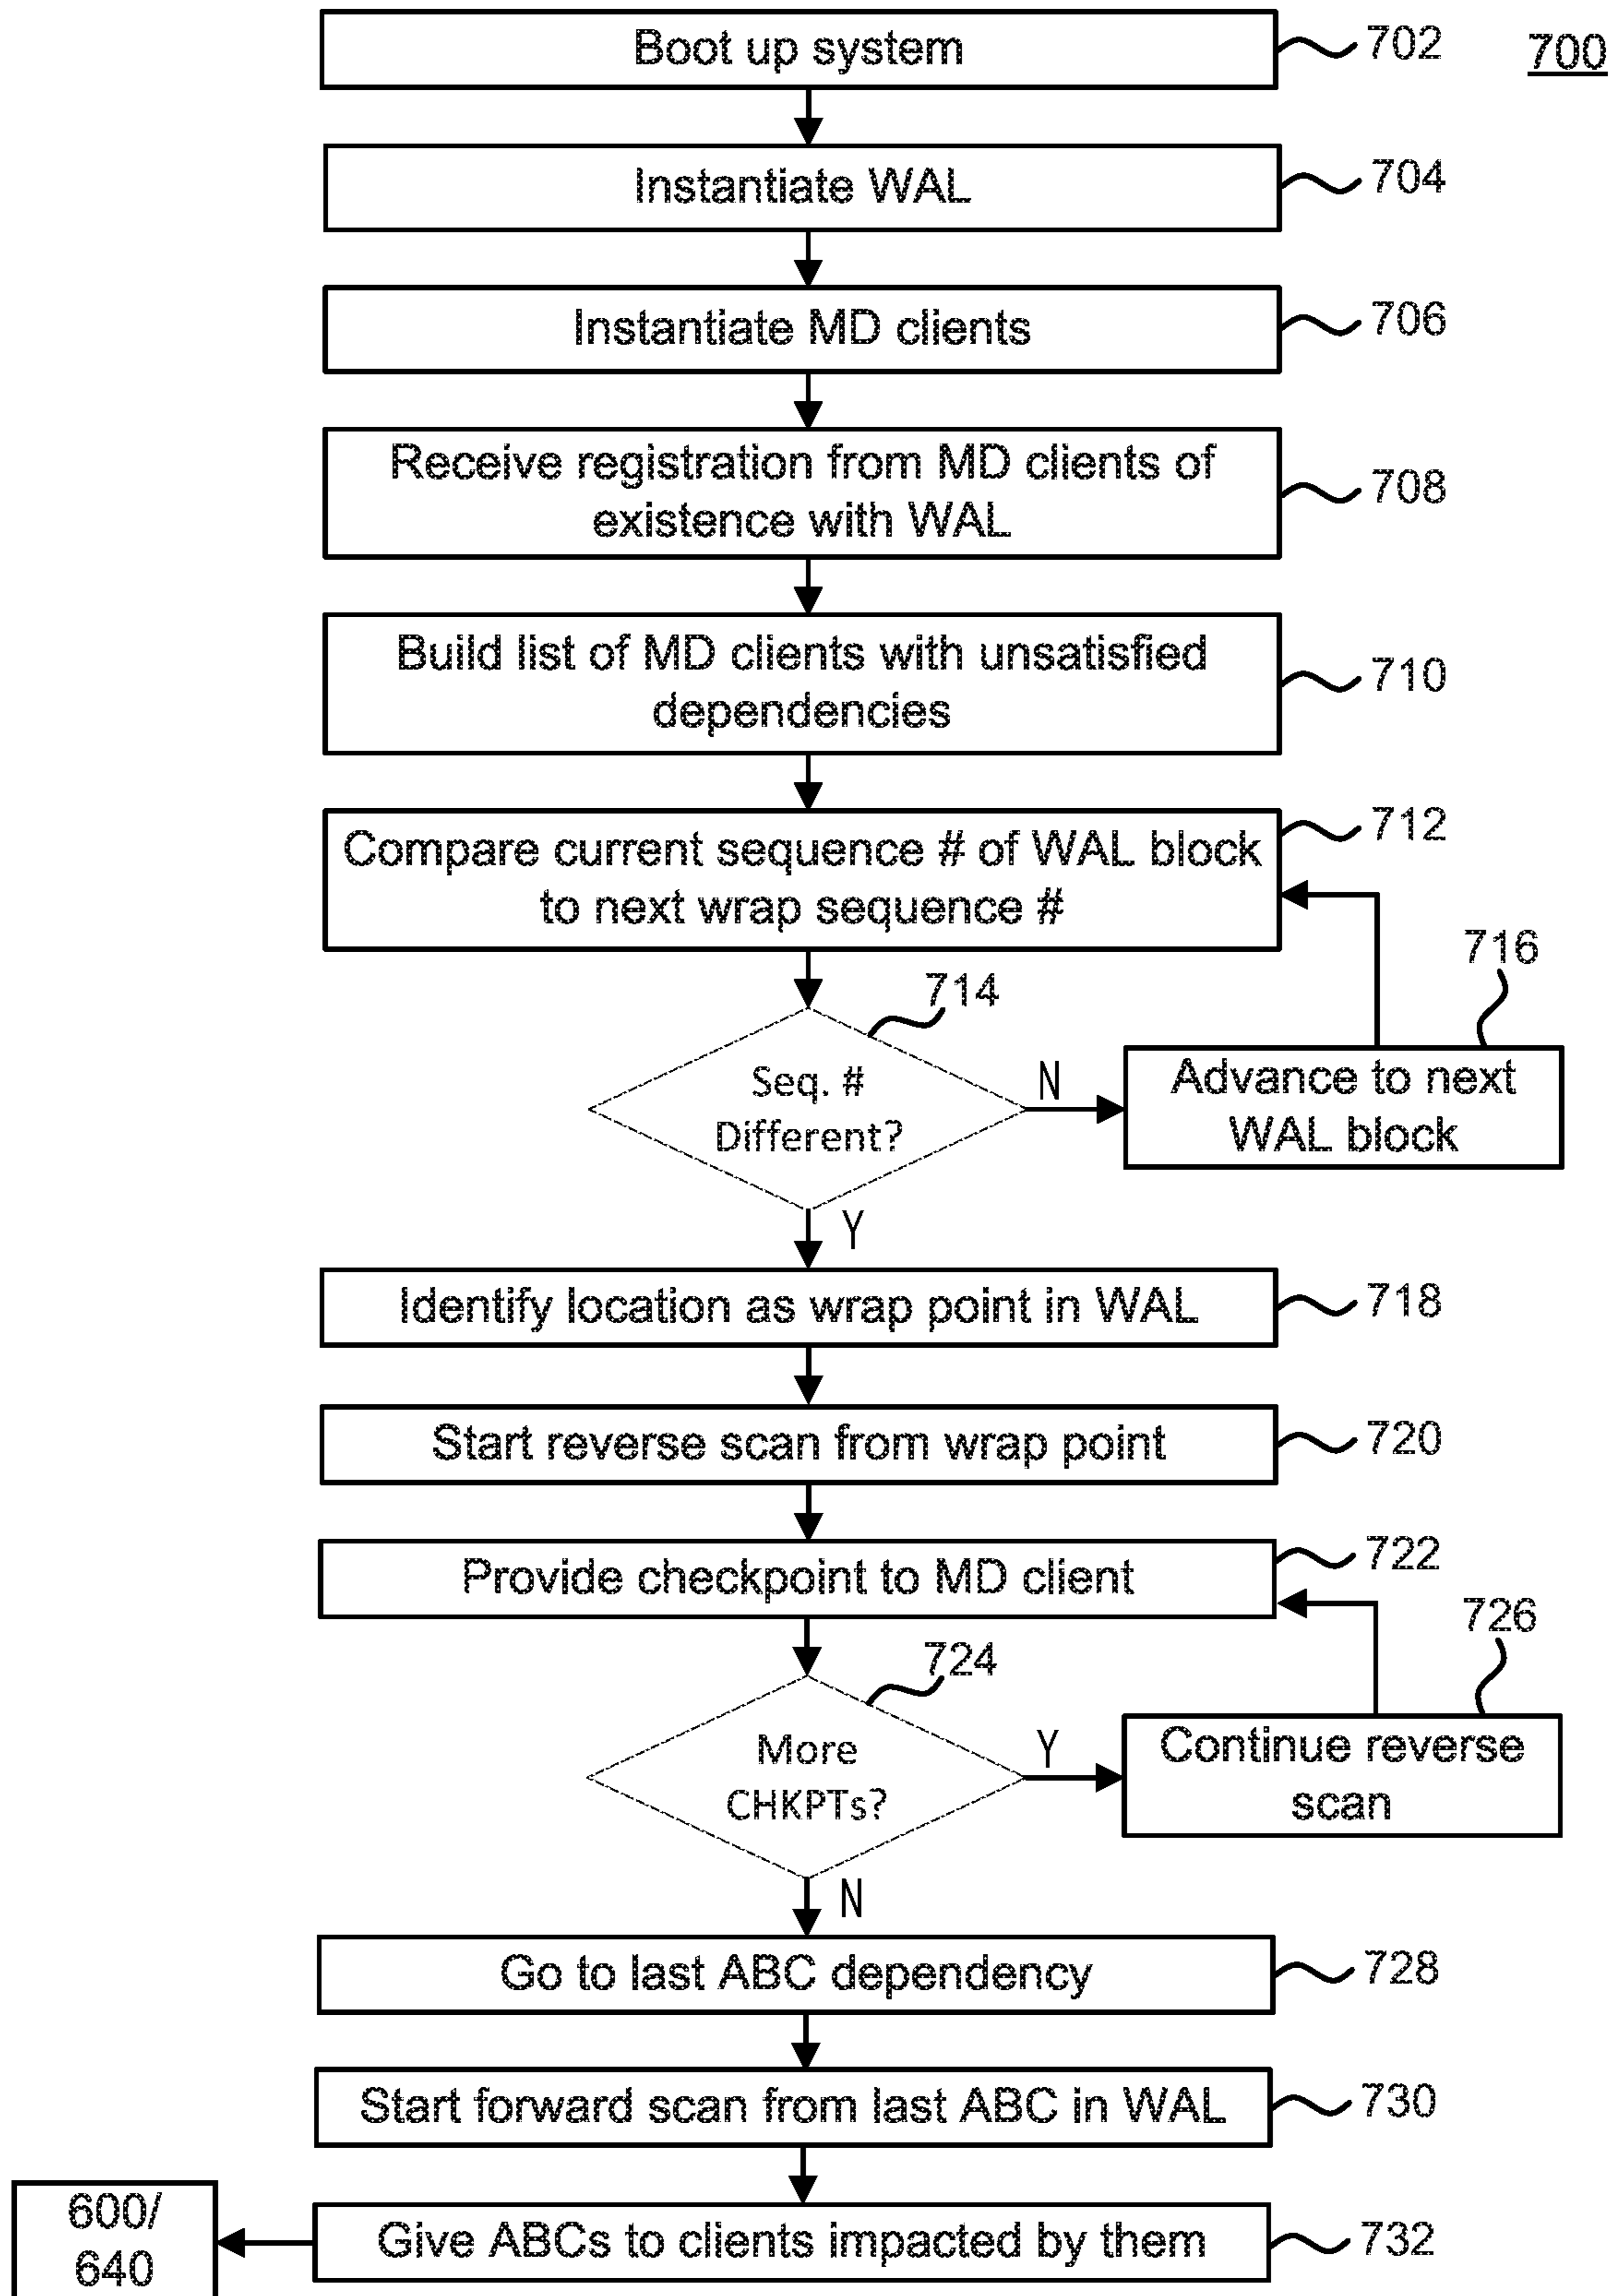 Boot up system
702
700
Instantiate WAL
704
Instantiate MD clients
706
Receive registration from MD clients of
existence with WAL
708
Build list of MD clients with unsatisfied
dependencies
710
Compare current sequence # of WAL block
to next wrap sequence #
712
714
716
Seq. #
Different?
N
Advance to next
WAL block
Y
Identify location as wrap point in WAL
718
Start reverse scan from wrap point
720
Provide checkpoint to MD client
722
724
726
More
CHKPTs?
Y
Continue reverse
scan
N
Go to last ABC dependency
728
Start forward scan from last ABC in WAL
730
Give ABCs to clients impacted by them
732
600/
640